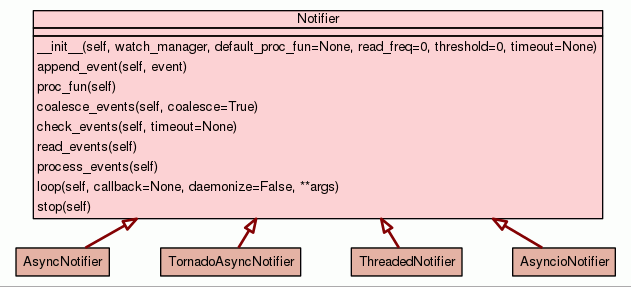 Notifier
__init__(self, watch_manager, default_proc_fun=None, read_freq=0, threshold=0, timeout=None)
append_event(self, event)
proc_fun(self)
coalesce_events(self, coalesce=True)
check_events(self, timeout=None)
read_events(self)
process_events(self)
loop(self, callback=None, daemonize=False, **args)
stop(self)
AsyncNotifier
TornadoAsyncNotifier
ThreadedNotifier
AsyncioNotifier